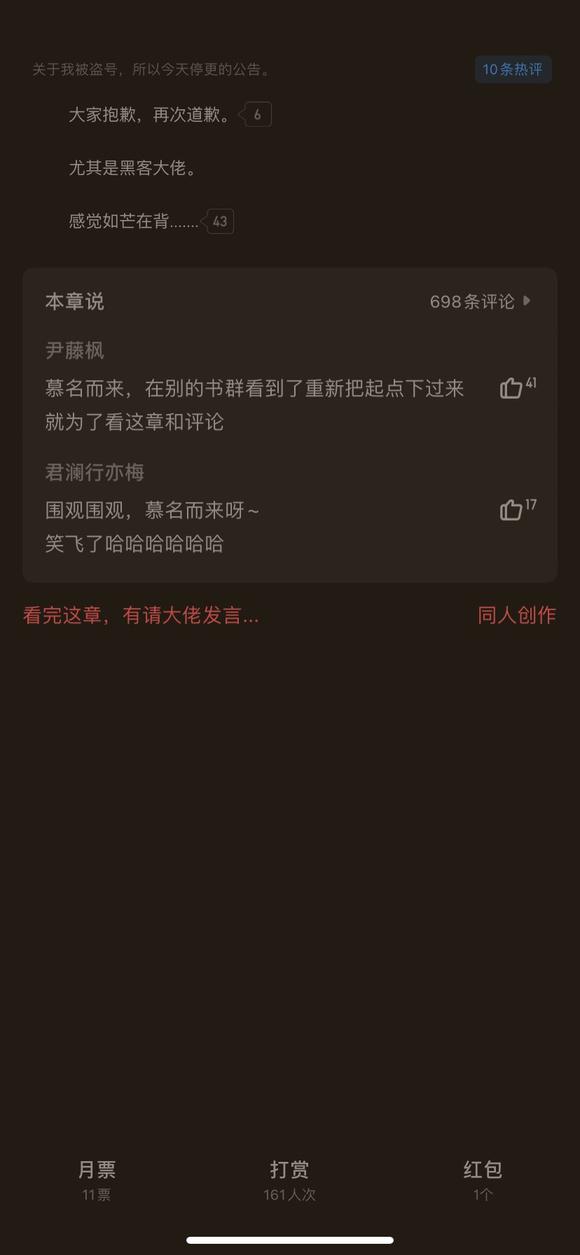 关于我被盗号，所以今天停更的公告。
10条热评
大家抱歉，再次道歉。 6
尤其是黑客大佬。
感觉如芒在背....... 43
本章说
698条评论
尹藤枫
慕名而来，在别的书群看到了重新把起点下过来 41
就为了看这章和评论
君澜行亦梅
围观围观，慕名而来呀~ 17
笑飞了哈哈哈哈哈哈
看完这章，有请大佬发言...
同人创作
月票 打赏 红包
11票 161人次 1个